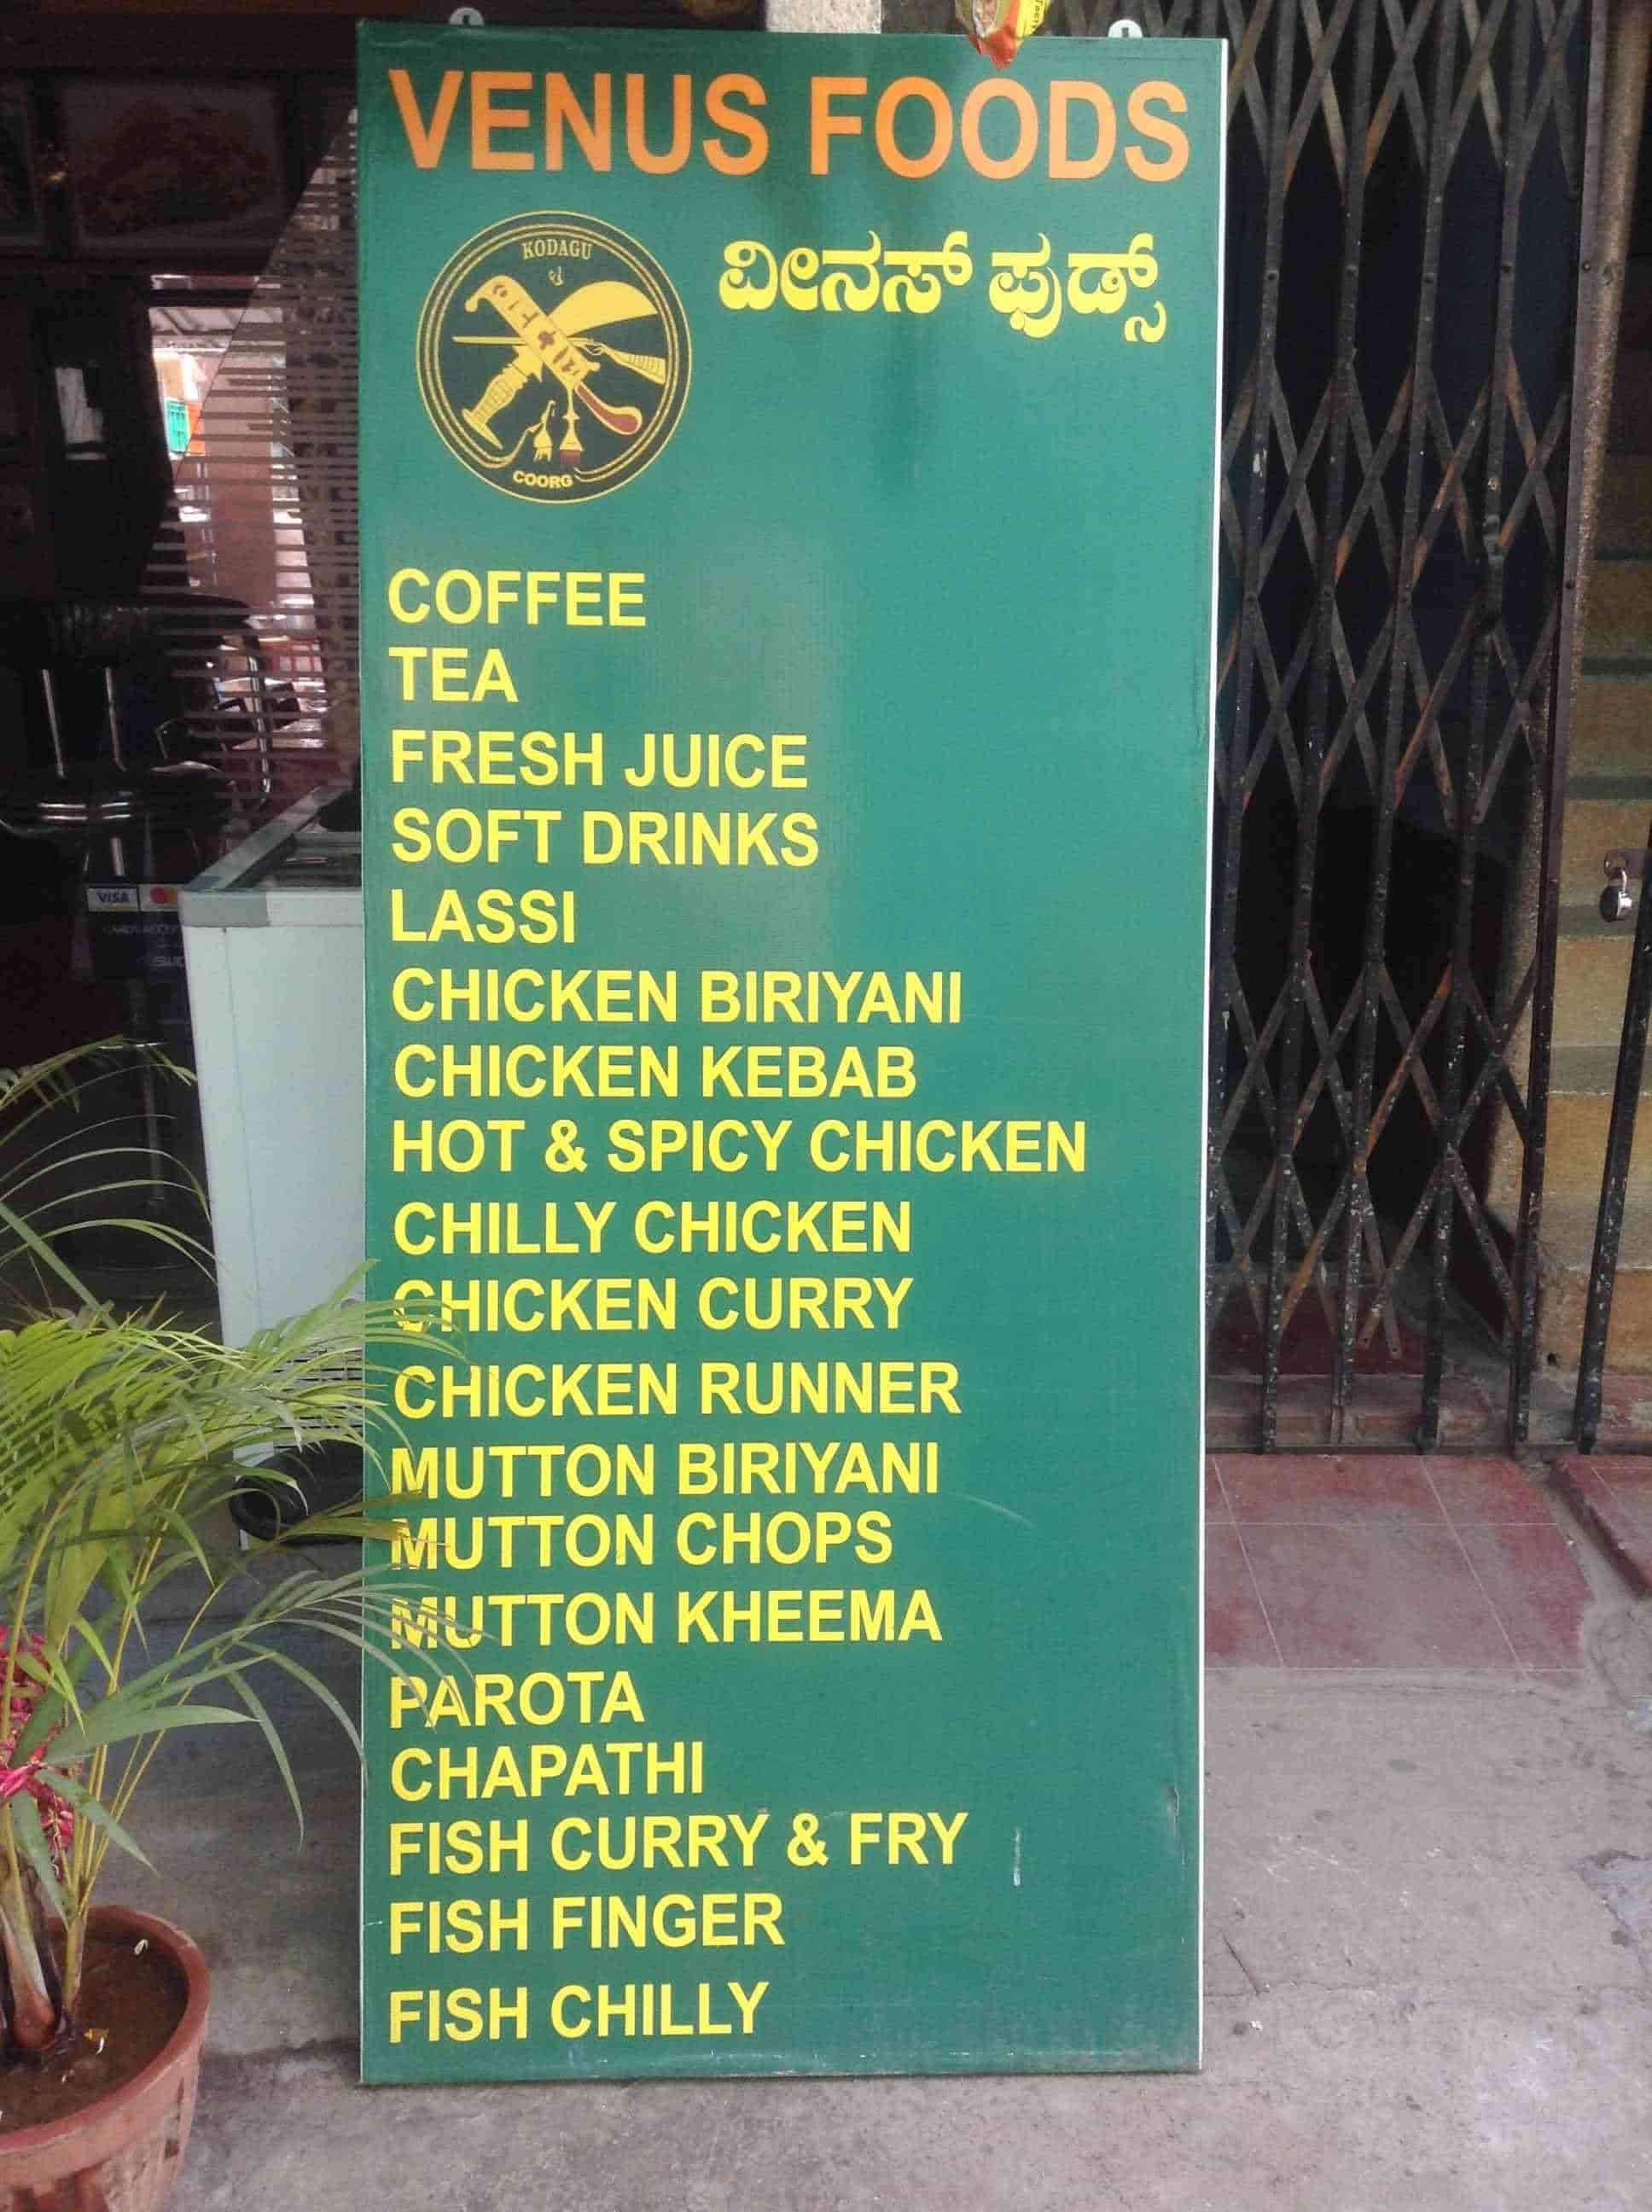 VENUS FOODS
KODAGU
ವೀನಸ್ ಫುಡ್ಸ್
COORG
COFFEE
TEA
FRESH JUICE
SOFT DRINKS
LASSI
CHICKEN BIRIYANI
CHICKEN KEBAB
HOT & SPICY CHICKEN
CHILLY CHICKEN
CHICKEN CURRY
CHICKEN RUNNER
MUTTON BIRIYANI
MUTTON CHOPS
MUTTON KHEEMA
PAROTA
CHAPATHI
FISH CURRY & FRY
FISH FINGER
FISH CHILLY
VISA